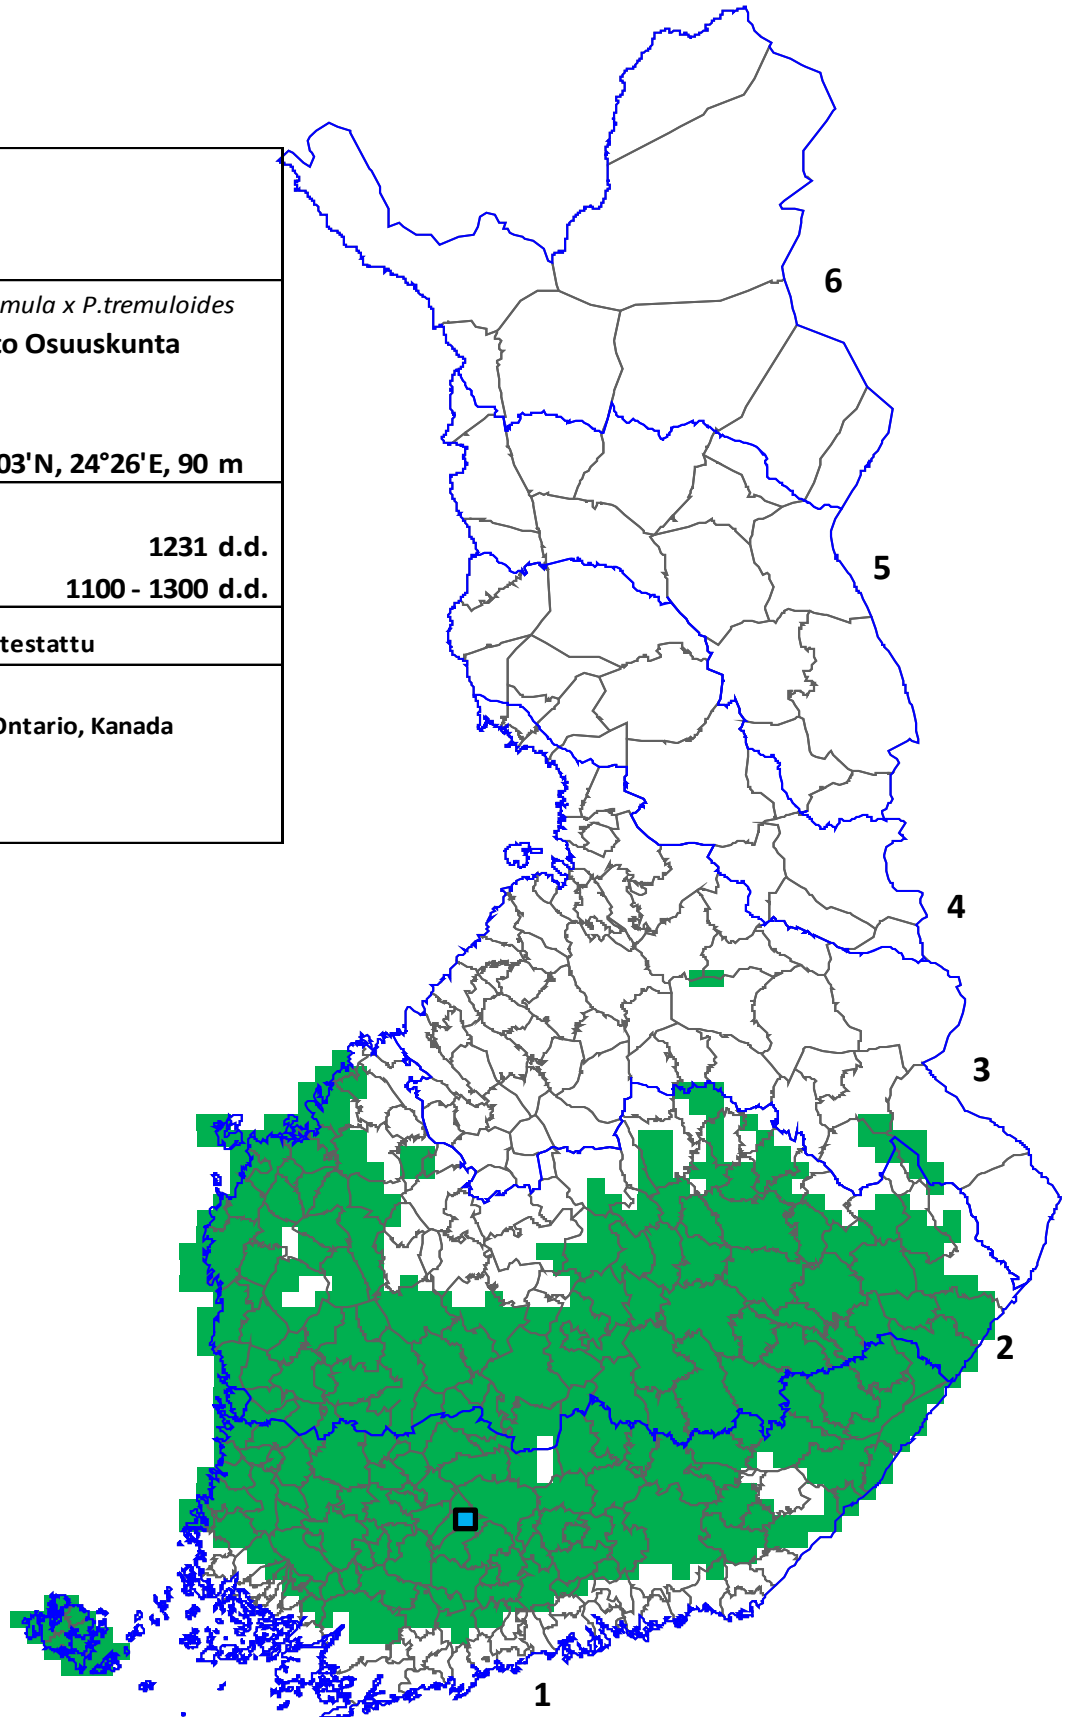 mula x P.tremuloides
to Osuuskunta
03'N, 24°26'E, 90 m
1231 d.d.
1100 - 1300 d.d.
testattu
Ontario, Kanada
6
5
4
3
2
1